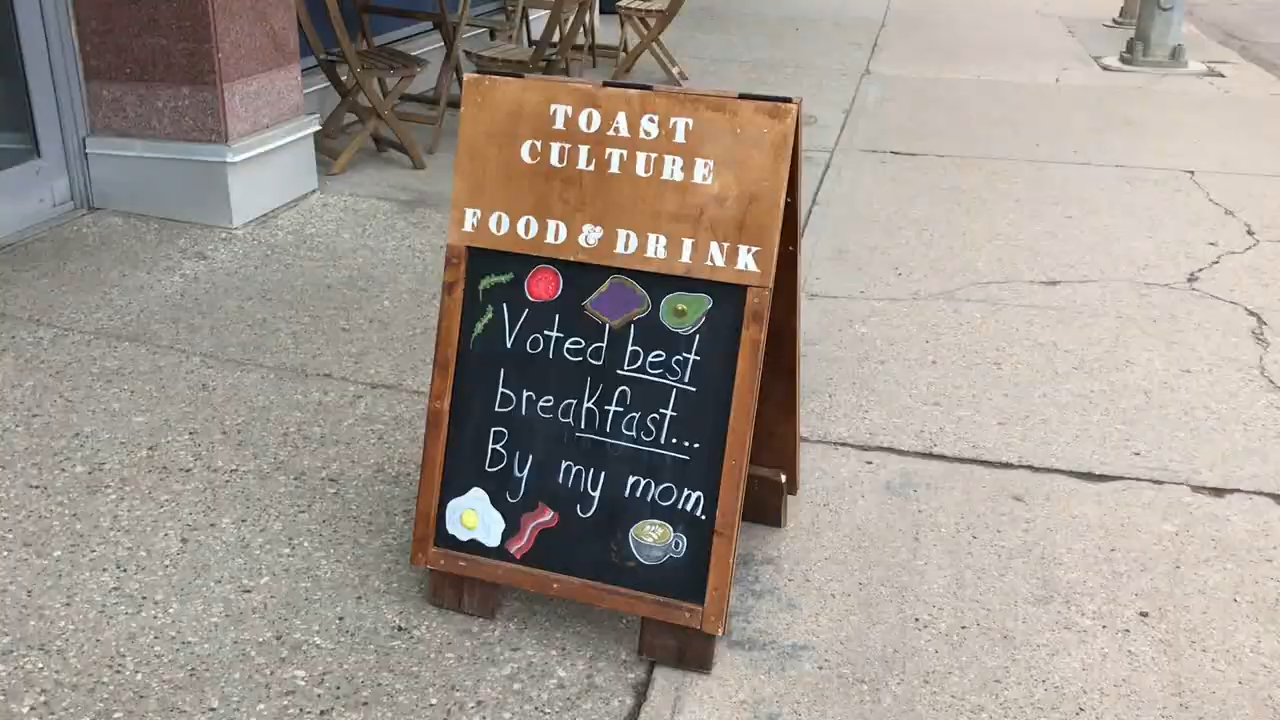 TOAST
CULTURE
FOOD & DRINK
Voted best
breakfast...
By my mom.